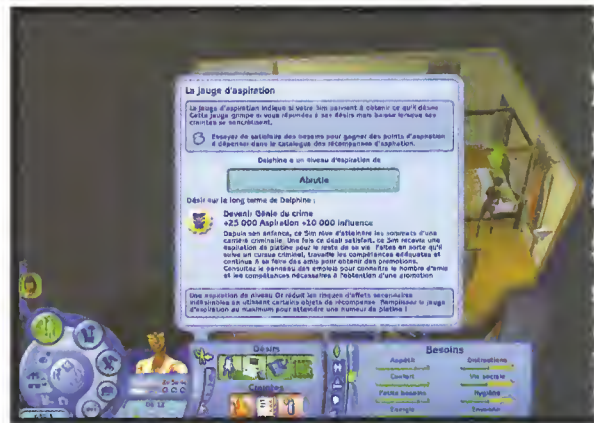 La jauge d'aspiration
La jauge d'aspiration indique si votre Sim parvient à obtenir ce qu'il désire.
Cette jauge grimpe si vous répondez à ses désirs mais baisse lorsque ses
craintes se concrétisent.
Essayez de satisfaire des besoins pour gagner des points d'aspiration
à dépenser dans le catalogue des récompenses d'aspiration.
Delphine a un niveau d'aspiration de
Abrutie
Désir sur le long terme de Delphine :
Devenir Génie du crime
+25 000 Aspiration +10 000 influence
Depuis son enfance, ce Sim rêve d'atteindre les sommets d'une
carrière criminelle. Une fois ce désir satisfait, ce Sim recevra une
aspiration de platine pour le reste de sa vie. Faites en sorte qu'il
suive un cursus criminel, travaille les compétences adéquates et
continue à se faire des amis pour obtenir des promotions.
Consultez le panneau des emplois pour connaître le nombre d'amis
et les compétences nécessaires à l'obtention d'une promotion
Une aspiration de niveau Or réduit les risques d'effets secondaires
indésirables en utilisant certains objets de récompense. Remplissez la jauge
d'aspiration au maximum pour atteindre une humeur de platine !
Désirs
Craintes
Besoins
Appétit
Distractions
Confort
Vie sociale
Petits besoins
Hygiène
Energie